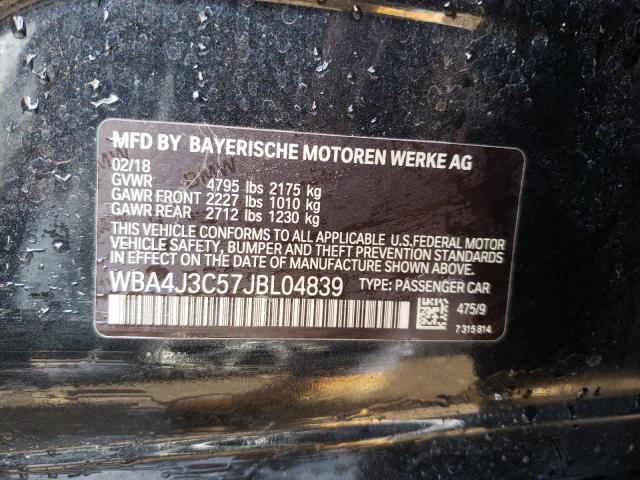 MFD BY BAYERISCHE MOTOREN WERKE AG
02/18
GVWR 4795 lbs 2175 kg
GAWR FRONT 2227 lbs 1010 kg
GAWR REAR 2712 lbs 1230 kg
THIS VEHICLE CONFORMS TO ALL APPLICABLE U.S.FEDERAL MOTOR
VEHICLE SAFETY, BUMPER AND THEFT PREVENTION STANDARDS
IN EFFECT ON THE DATE OF MANUFACTURE SHOWN ABOVE.
WBA4J3C57JBL04839 TYPE: PASSENGER CAR
475/9
7 315 814